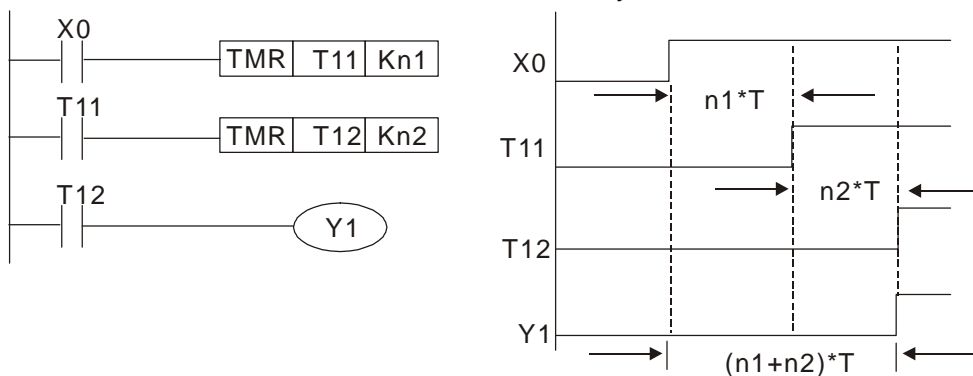 X0
TMR T11 Kn1
T11
TMR T12 Kn2
T12
Y1
X0
n1*T
T11
n2*T
T12
Y1
(n1+n2)*T